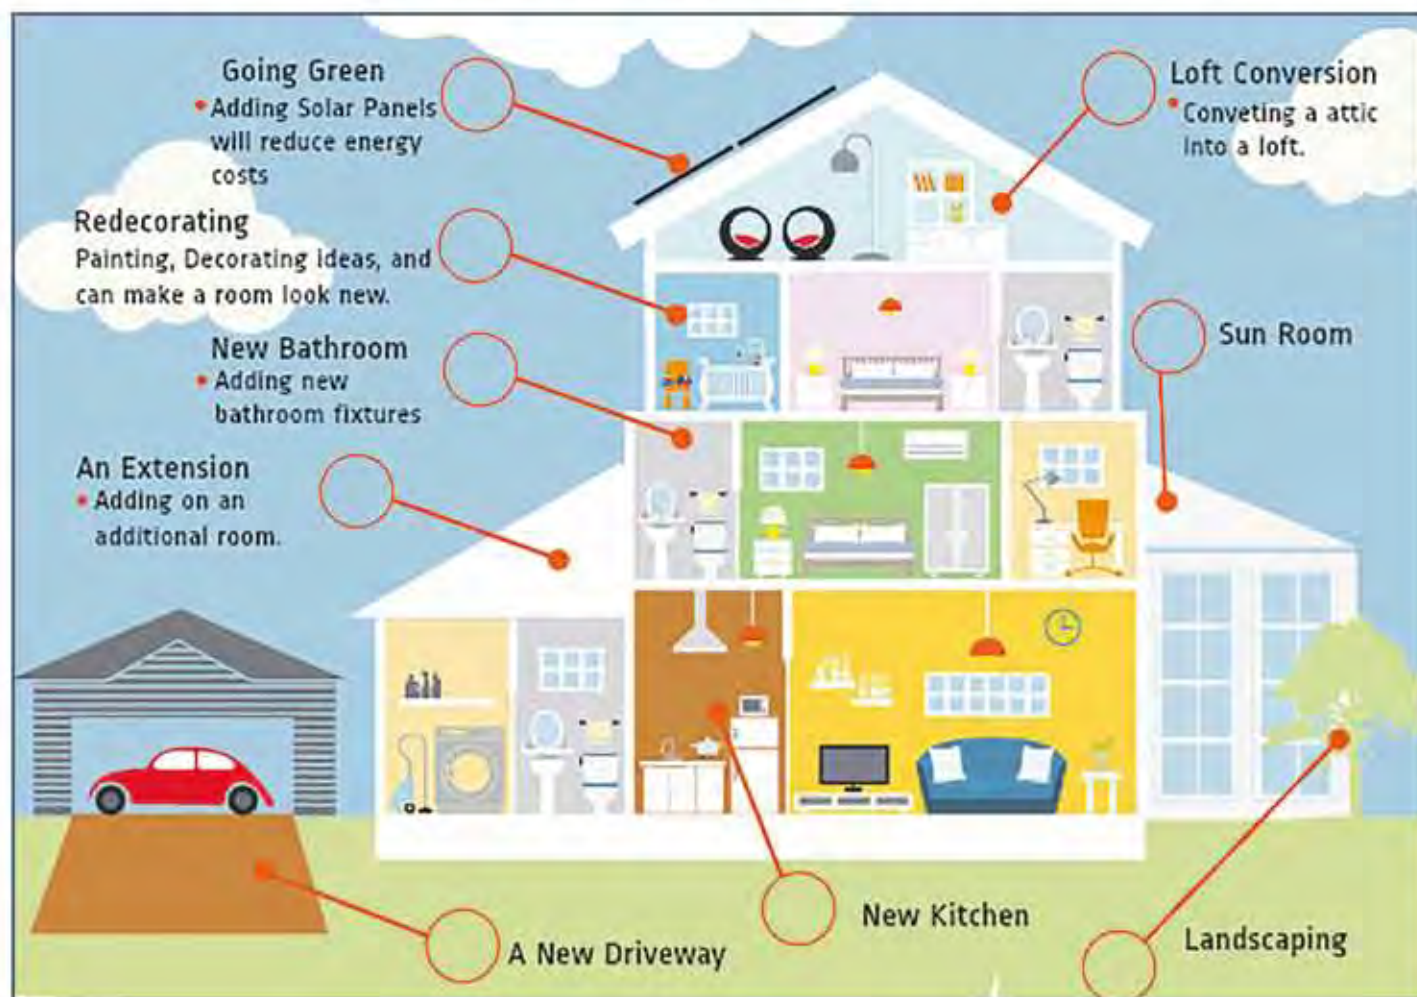 Going Green
• Adding Solar Panels
will reduce energy
costs
Redecorating
Painting, Decorating ideas, and
can make a room look new.
New Bathroom
• Adding new
bathroom fixtures
An Extension
• Adding on an
additional room.
Loft Conversion
• Conveting a attic
into a loft.
Sun Room
New Kitchen
A New Driveway
Landscaping